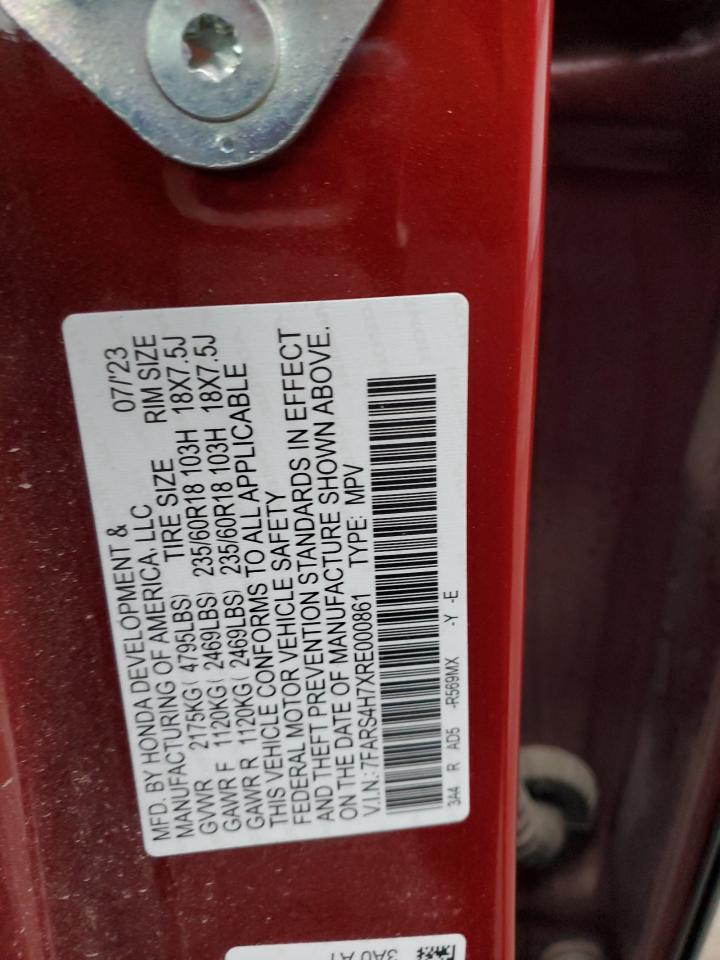 MFD. BY HONDA DEVELOPMENT & 07/'23
MANUFACTURING OF AMERICA, LLC
TIRE SIZE RIM SIZE
GVWR 2175KG ( 4795LBS)
GAWR F 1120KG ( 2469LBS) 235/60R18 103H 18X7.5J
GAWR R 1120KG ( 2469LBS) 235/60R18 103H 18X7.5J
THIS VEHICLE CONFORMS TO ALL APPLICABLE
FEDERAL MOTOR VEHICLE SAFETY
AND THEFT PREVENTION STANDARDS IN EFFECT
ON THE DATE OF MANUFACTURE SHOWN ABOVE.
V.I.N.: 7FARS4H7XRE000861 TYPE: MPV
3A4 R AD5 -R569MX -Y -E